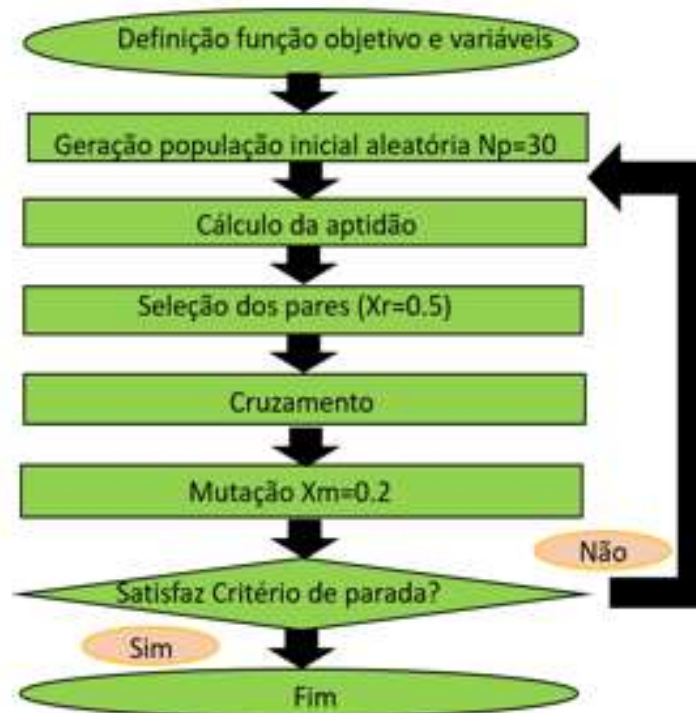 Definição função objetivo e variáveis
Geração população inicial aleatória Np=30
Cálculo da aptidão
Seleção dos pares (Xr=0.5)
Cruzamento
Mutação Xm=0.2
Não
Satisfaz Critério de parada?
Sim
Fim